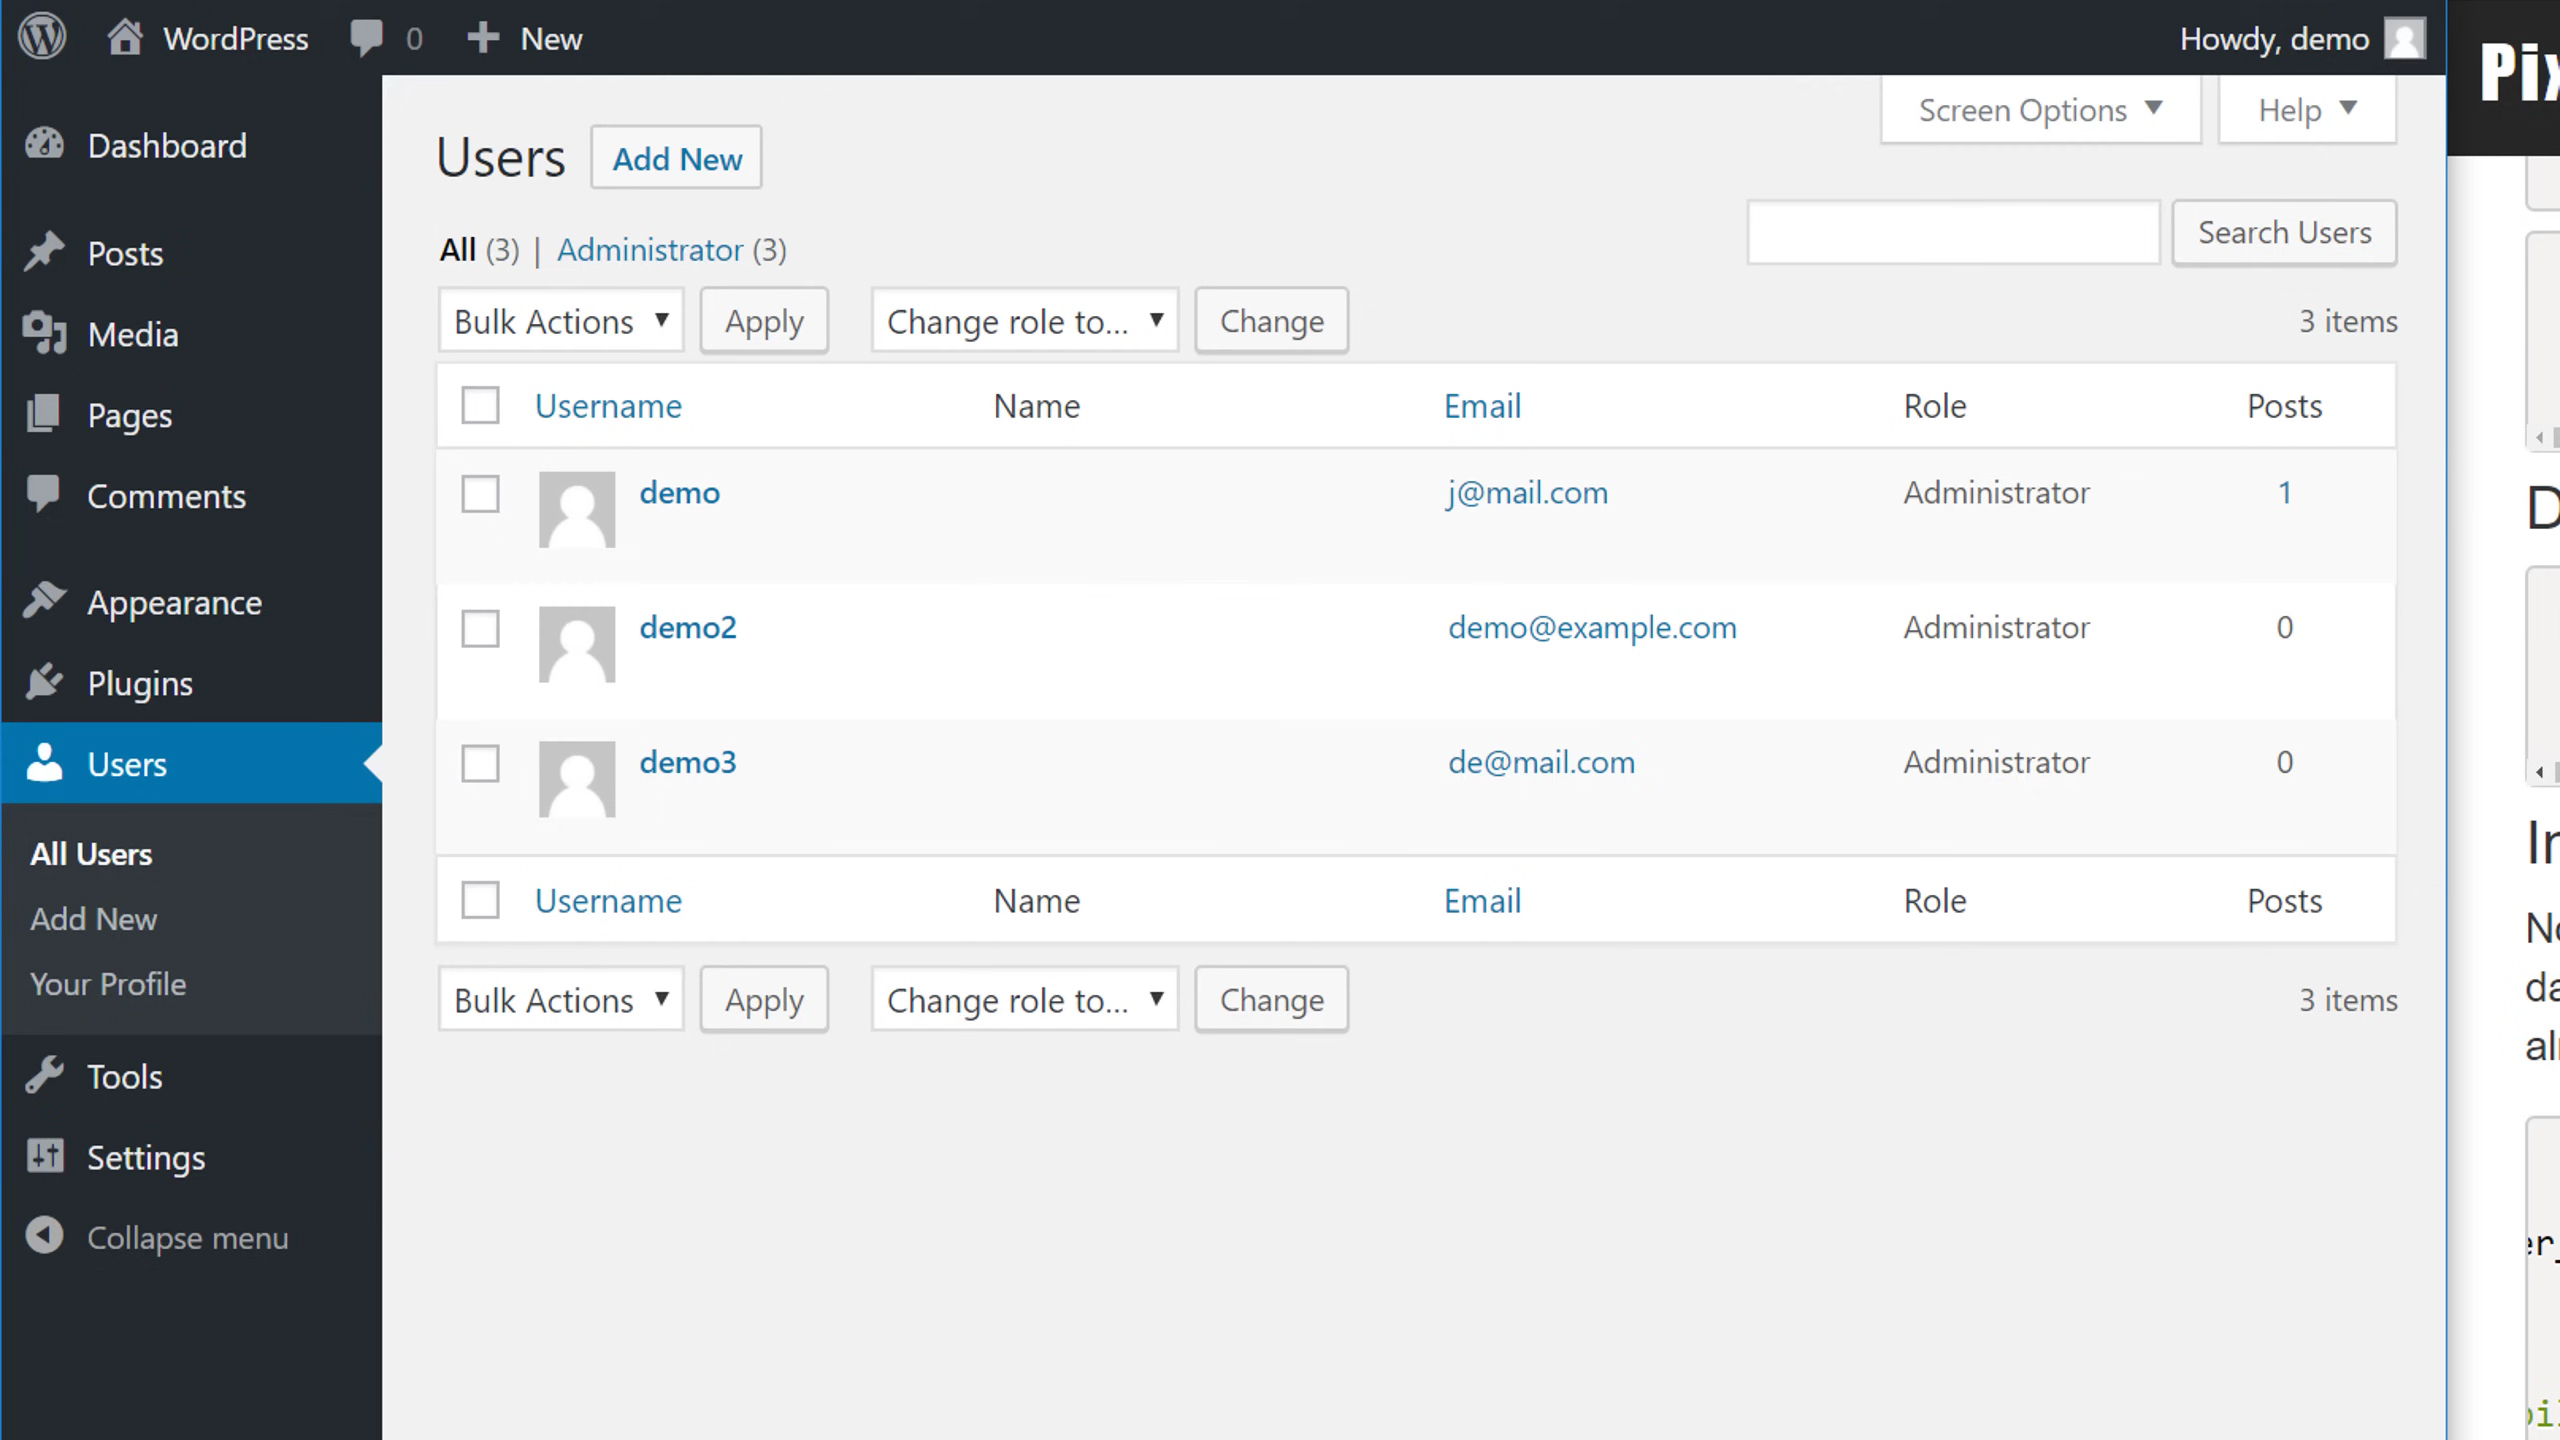 WordPress 0 New Howdy, demo
Dashboard
Posts
Media
Pages
Comments
Appearance
Plugins
Users
All Users
Add New
Your Profile
Tools
Settings
Collapse menu
Screen Options Help
Users Add New
All (3) | Administrator (3)
Search Users
Bulk Actions Apply Change role to... Change 3 items
Username Name Email Role Posts
demo j@mail.com Administrator 1
demo2 demo@example.com Administrator 0
demo3 de@mail.com Administrator 0
Username Name Email Role Posts
Bulk Actions Apply Change role to... Change 3 items